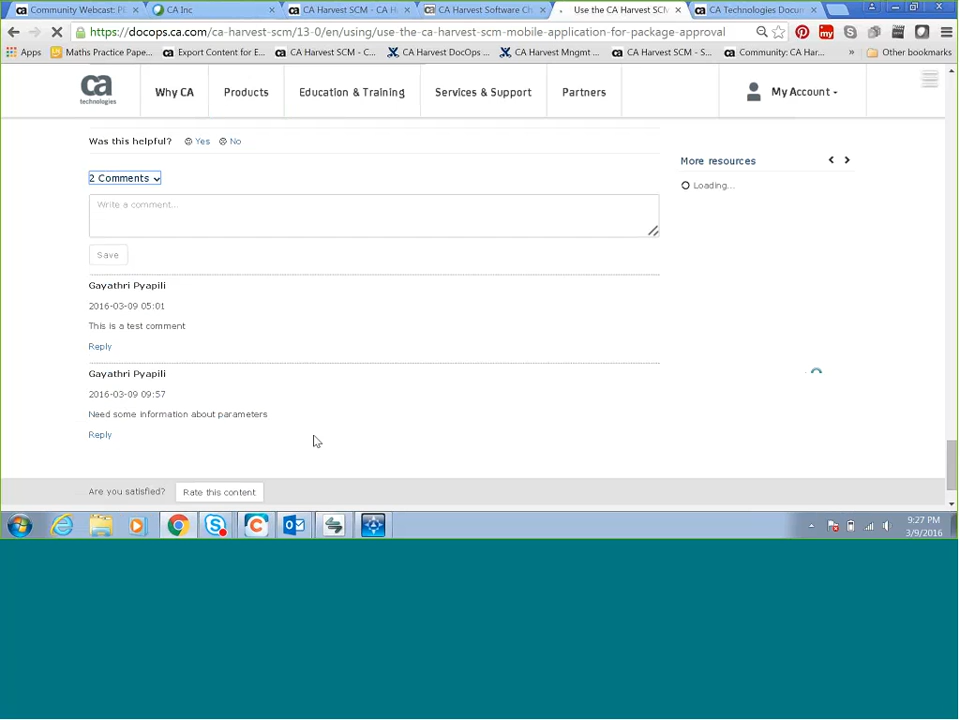 Community Webcast: Pl
CA Inc
CA Harvest SCM - CA H
CA Harvest Software Ch
Use the CA Harvest SCM
CA Technologies Docum
https://docops.ca.com/ca-harvest-scm/13-0/en/using/use-the-ca-harvest-scm-mobile-application-for-package-approval
Apps
Maths Practice Paper...
Export Content for E...
CA Harvest SCM - C...
CA Harvest DocOps ...
CA Harvest Mgmt ...
CA Harvest SCM - S...
Community: CA Har...
»
Other bookmarks
ca technologies
Why CA
Products
Education & Training
Services & Support
Partners
My Account
Was this helpful? Yes No
More resources
2 Comments
Loading...
Write a comment...
Save
Gayathri Pyapili
2016-03-09 05:01
This is a test comment
Reply
Gayathri Pyapili
2016-03-09 09:57
Need some information about parameters
Reply
Are you satisfied? Rate this content
9:27 PM
3/9/2016